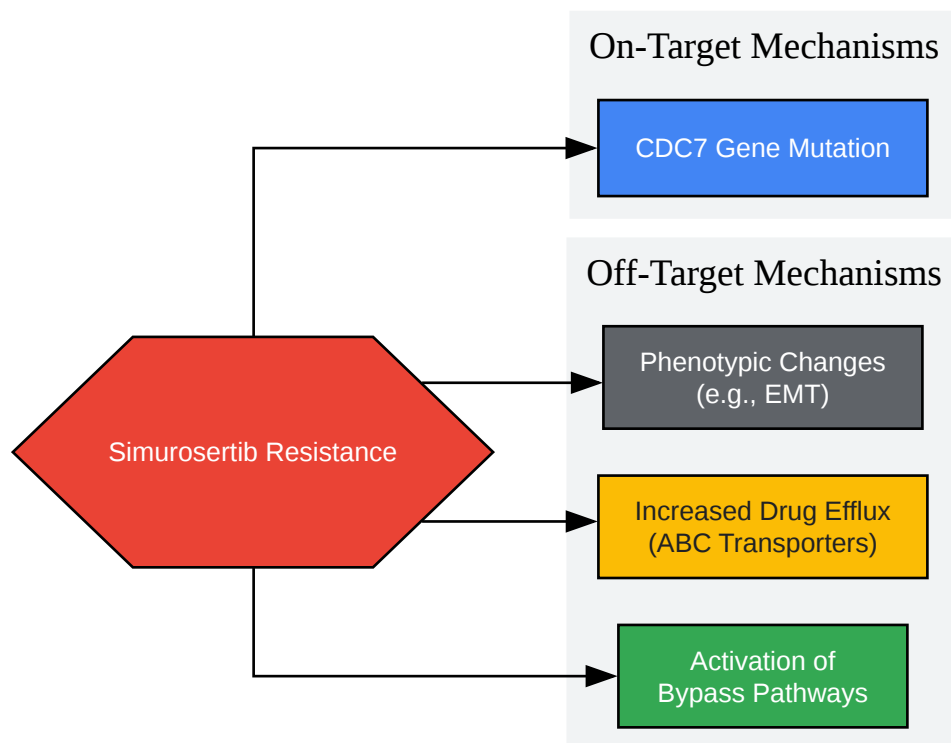 On-Target Mechanisms
CDC7 Gene Mutation
Off-Target Mechanisms
Phenotypic Changes
(e.g., EMT)
Simurosertib Resistance
Increased Drug Efflux
(ABC Transporters)
Activation of
Bypass Pathways